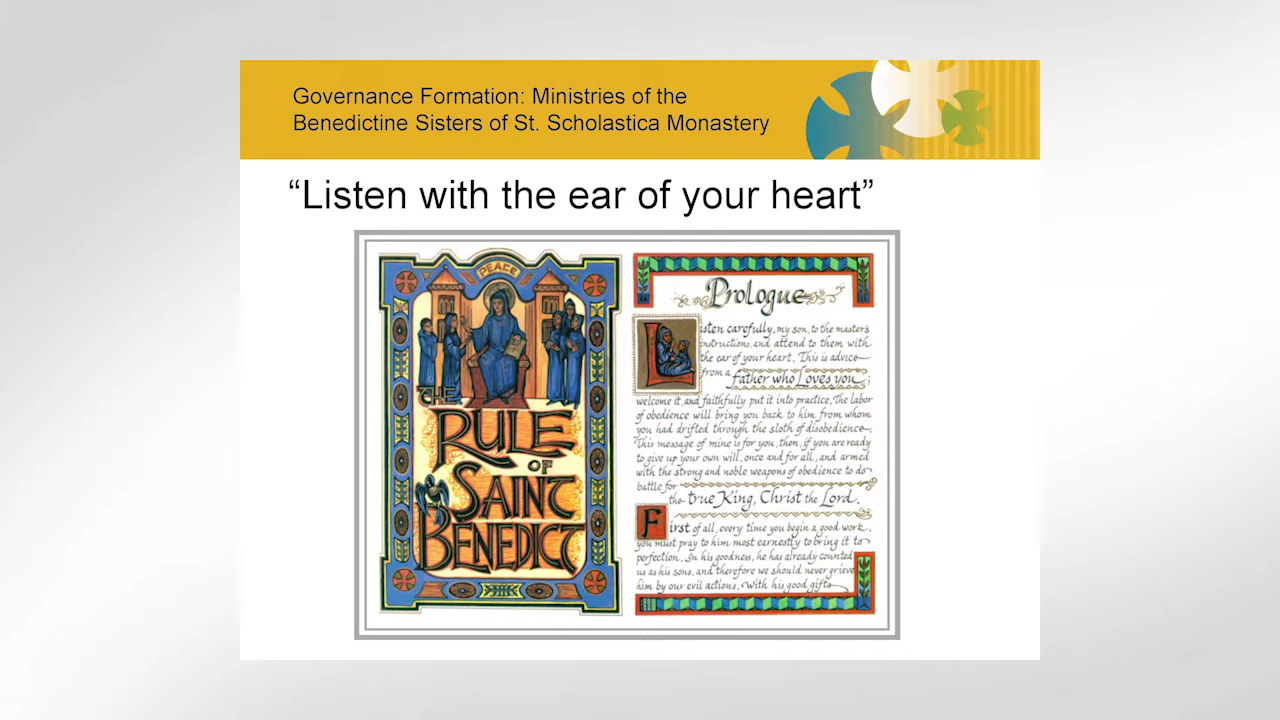 Governance Formation: Ministries of the
Benedictine Sisters of St. Scholastica Monastery
“Listen with the ear of your heart”
PEACE
THE
RULE
OF
SAINT
BENEDICT
Prologue
Listen carefully, my son, to the master's
instructions, and attend to them with
the ear of your heart. This is advice
from a father who Loves you;
welcome it, and faithfully put it into practice. The labor
of obedience will bring you back to him from whom
you had drifted through the sloth of disobedience.
This message of mine is for you, then, if you are ready
to give up your own will, once and for all, and armed
with the strong and noble weapons of obedience to do
battle for
the true King, Christ the Lord.
First of all, every time you begin a good work,
you must pray to him most earnestly to bring it to
perfection. In his goodness, he has already counted
us as his sons, and therefore we should never grieve
him by our evil actions. With his good gifts